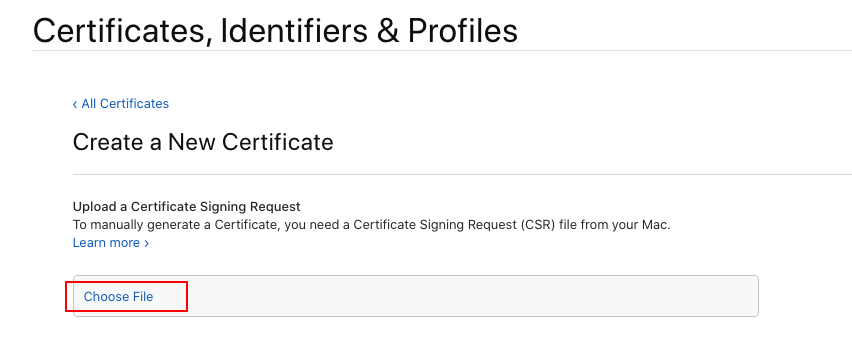 Certificates, Identifiers & Profiles
‹ All Certificates
Create a New Certificate
Upload a Certificate Signing Request
To manually generate a Certificate, you need a Certificate Signing Request (CSR) file from your Mac.
Learn more ›
Choose File